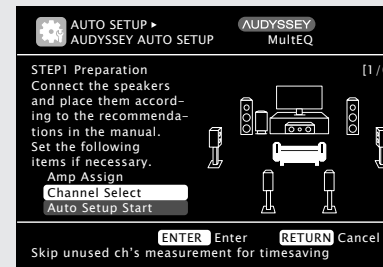 AUTO SETUP ▸
AUDYSSEY AUTO SETUP
AUDYSSEY
MultEQ
STEP1 Preparation
[1/
Connect the speakers
and place them accord–
ing to the recommenda–
tions in the manual.
Set the following
items if necessary.
Amp Assign
Channel Select
Auto Setup Start
ENTER Enter
RETURN Cancel
Skip unused ch's measurement for timesaving